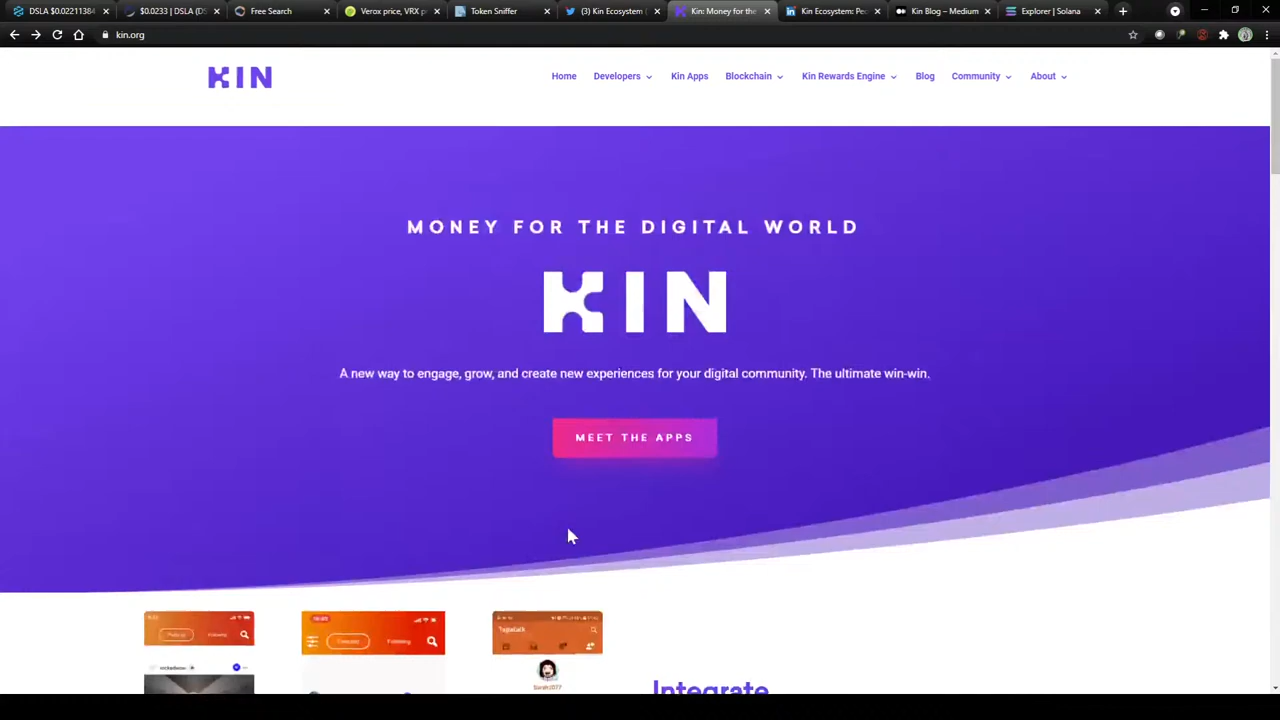 DSLA $0.02211384
$0.0233 | (DS
Free Search
Verox price, VRX p
Token Sniffer
(3) Kin Ecosystem (
Kin: Money for the
Kin Ecosystem: Pe
Kin Blog – Medium
Explorer | Solana
kin.org
KIN
Home
Developers
Kin Apps
Blockchain
Kin Rewards Engine
Blog
Community
About
MONEY FOR THE DIGITAL WORLD
KIN
A new way to engage, grow, and create new experiences for your digital community. The ultimate win-win.
MEET THE APPS
Following
Following
Integrate